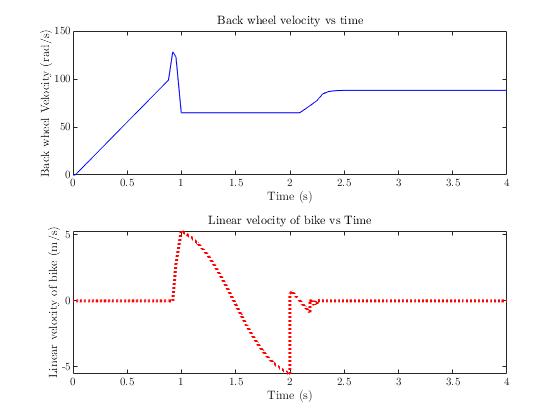 Back wheel velocity vs time
Back wheel Velocity (rad/s)
150
100
50
0
0 0.5 1 1.5 2 2.5 3 3.5 4
Time (s)
Linear velocity of bike vs Time
Linear velocity of bike (m/s)
5
0
-5
0 0.5 1 1.5 2 2.5 3 3.5 4
Time (s)